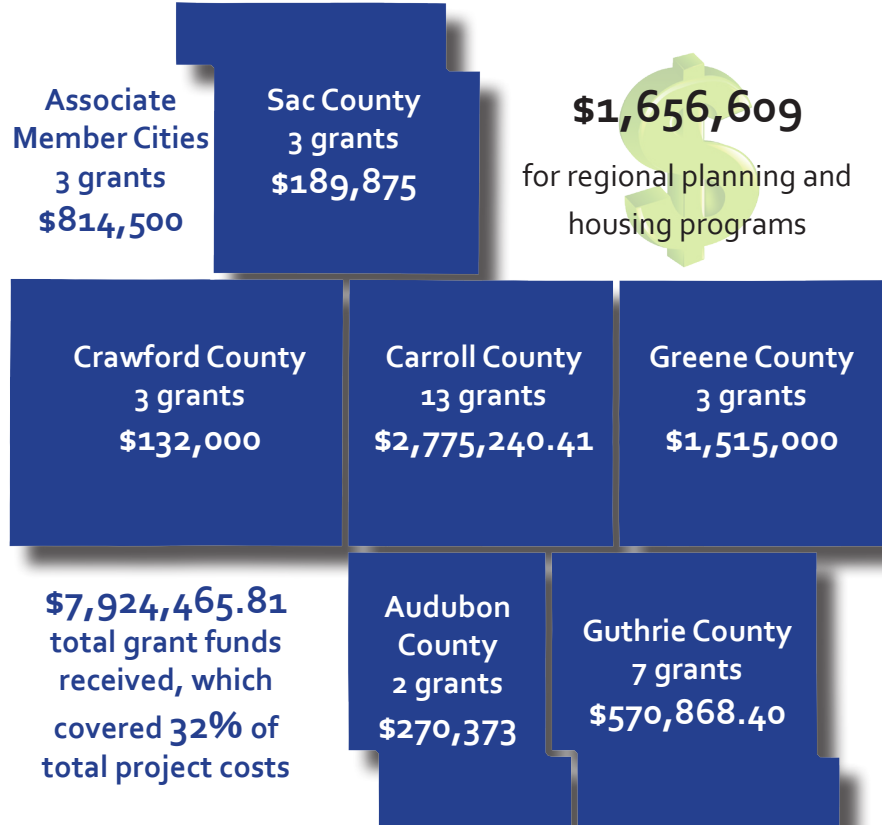 Associate
Member Cities
3 grants
$814,500
Sac County
3 grants
$189,875
$1,656,609
for regional planning and
housing programs
Crawford County
3 grants
$132,000
Carroll County
13 grants
$2,775,240.41
Greene County
3 grants
$1,515,000
$7,924,465.81
total grant funds
received, which
covered 32% of
total project costs
Audubon
County
2 grants
$270,373
Guthrie County
7 grants
$570,868.40